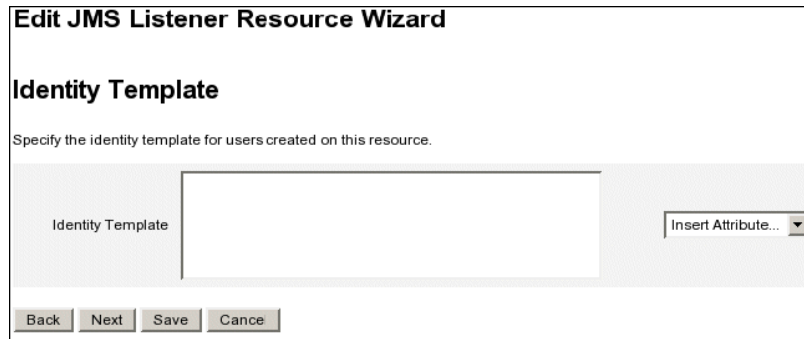 Edit JMS Listener Resource Wizard
Identity Template
Specify the identity template for users created on this resource.
Identity Template
Insert Attribute...
Back Next Save Cance